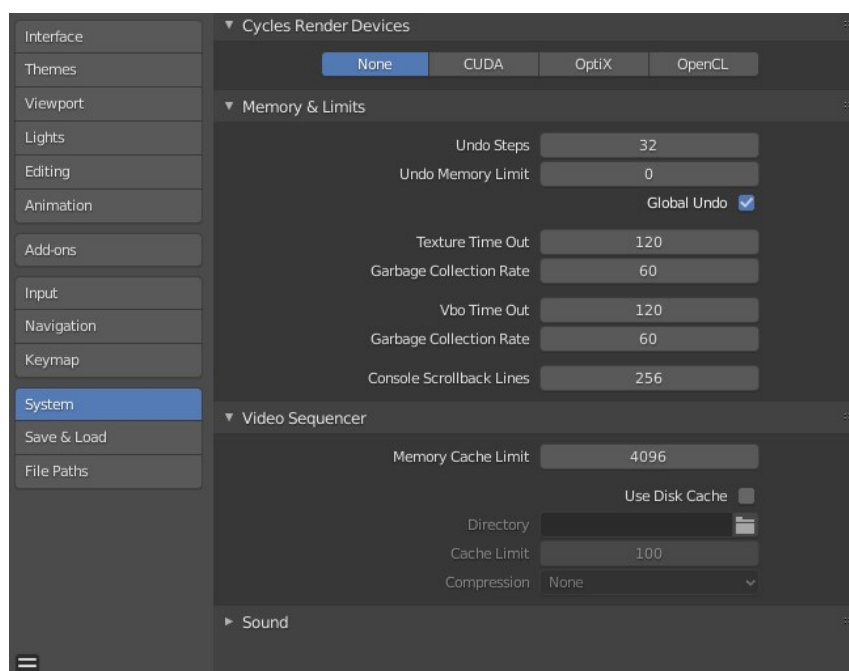 Interface
Themes
Viewport
Lights
Editing
Animation
Add-ons
Input
Navigation
Keymap
System
Save & Load
File Paths
Cycles Render Devices
None CUDA OptiX OpenCL
Memory & Limits
Undo Steps 32
Undo Memory Limit 0
Global Undo
Texture Time Out 120
Garbage Collection Rate 60
Vbo Time Out 120
Garbage Collection Rate 60
Console Scrollback Lines 256
Video Sequencer
Memory Cache Limit 4096
Use Disk Cache
Directory
Cache Limit 100
Compression None
Sound